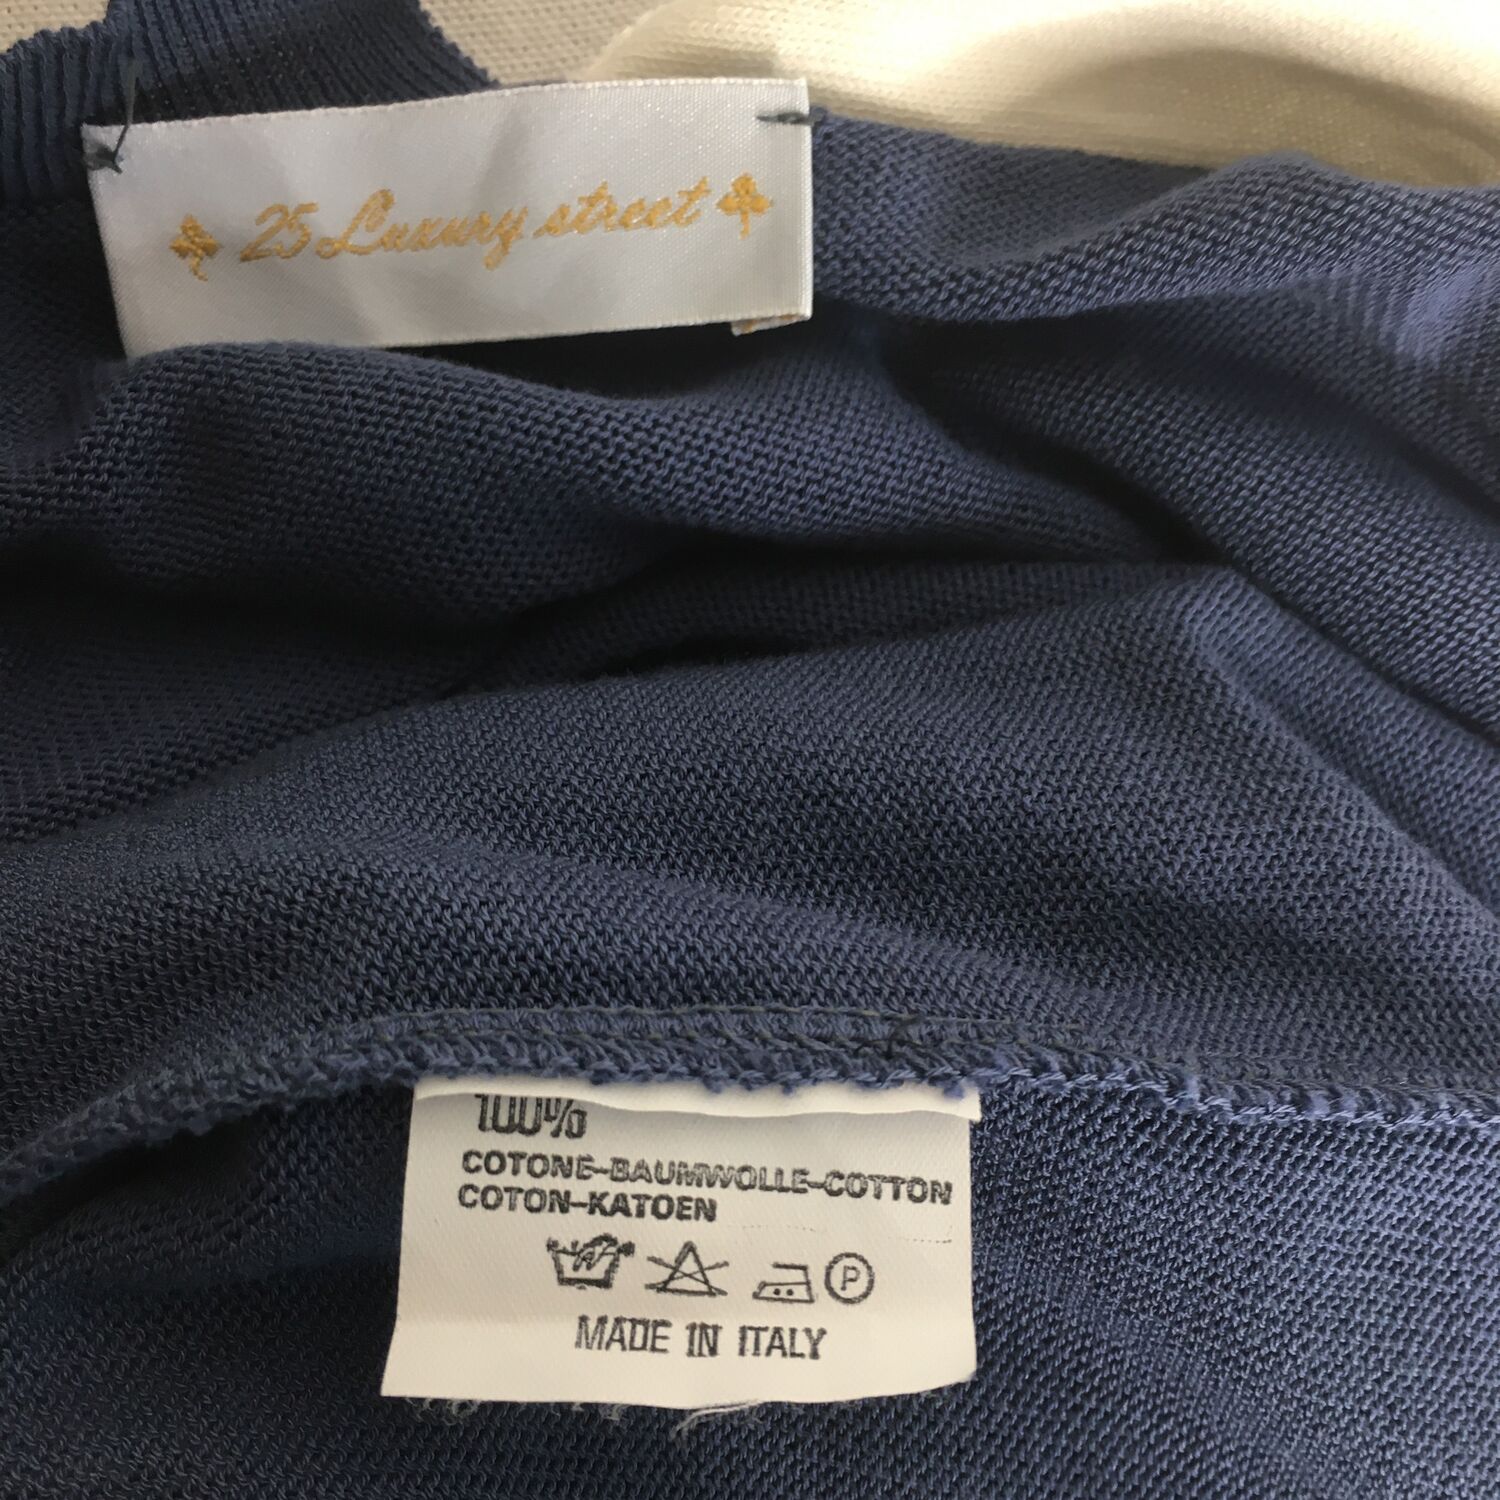 25 Luxury street
100%
COTONE-BAUMWOLLE-COTTON
COTON-KATOEN
P
MADE IN ITALY